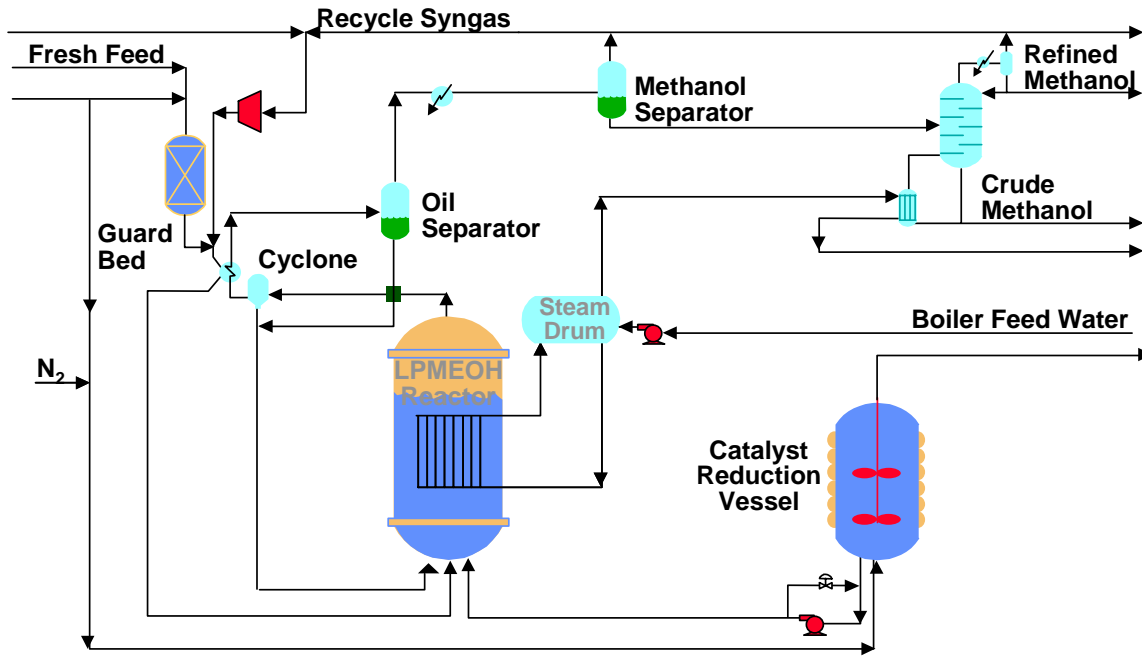 Recycle Syngas
Fresh Feed
Refined
Methanol
Methanol
Separator
Oil
Separator
Crude
Methanol
Guard
Bed
Cyclone
Steam
Drum
Boiler Feed Water
N2
LPMEOH
Reactor
Catalyst
Reduction
Vessel